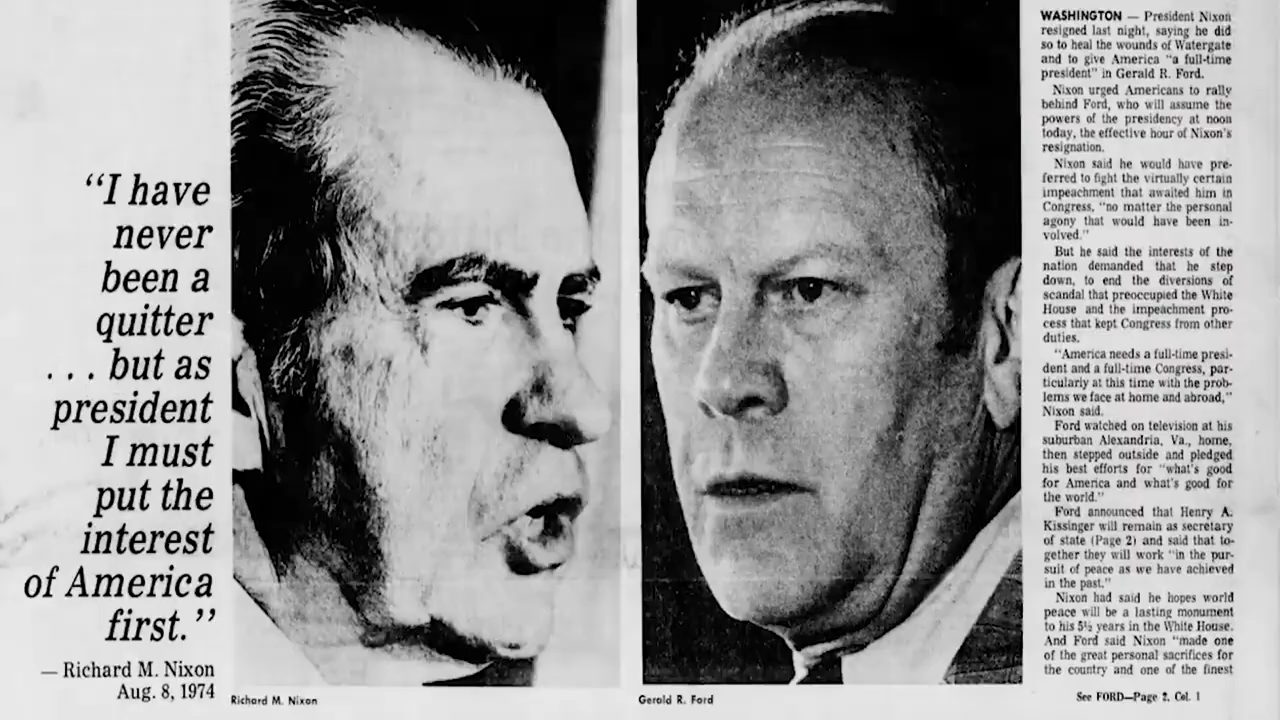 “I have
never
been a
quitter
. . . but as
president
I must
put the
interest
of America
first.”
— Richard M. Nixon
Aug. 8, 1974
Richard M. Nixon
Gerald R. Ford
WASHINGTON — President Nixon
resigned last night, saying he did
so to heal the wounds of Watergate
and to give America “a full-time
president” in Gerald R. Ford.
Nixon urged Americans to rally
behind Ford, who will assume the
powers of the presidency at noon
today, the effective hour of Nixon’s
resignation.
Nixon said he would have pre-
ferred to fight the virtually certain
impeachment that awaited him in
Congress, “no matter the personal
agony that would have been in-
volved.”
But he said the interests of the
nation demanded that he step
down, to end the diversions of
scandal that preoccupied the White
House and the impeachment pro-
cess that kept Congress from other
duties.
“America needs a full-time presi-
dent and a full-time Congress, par-
ticularly at this time with the prob-
lems we face at home and abroad,”
Nixon said.
Ford watched on television at his
suburban Alexandria, Va., home,
then stepped outside and pledged
his best efforts for “what’s good
for America and what’s good for
the world.”
Ford announced that Henry A.
Kissinger will remain as secretary
of state (Page 2) and said that to-
gether they will work “in the pur-
suit of peace as we have achieved
in the past.”
Nixon had said he hopes world
peace will be a lasting monument
to his 5½ years in the White House.
And Ford said Nixon “made one
of the great personal sacrifices for
the country and one of the finest
See FORD—Page 2, Col. 1